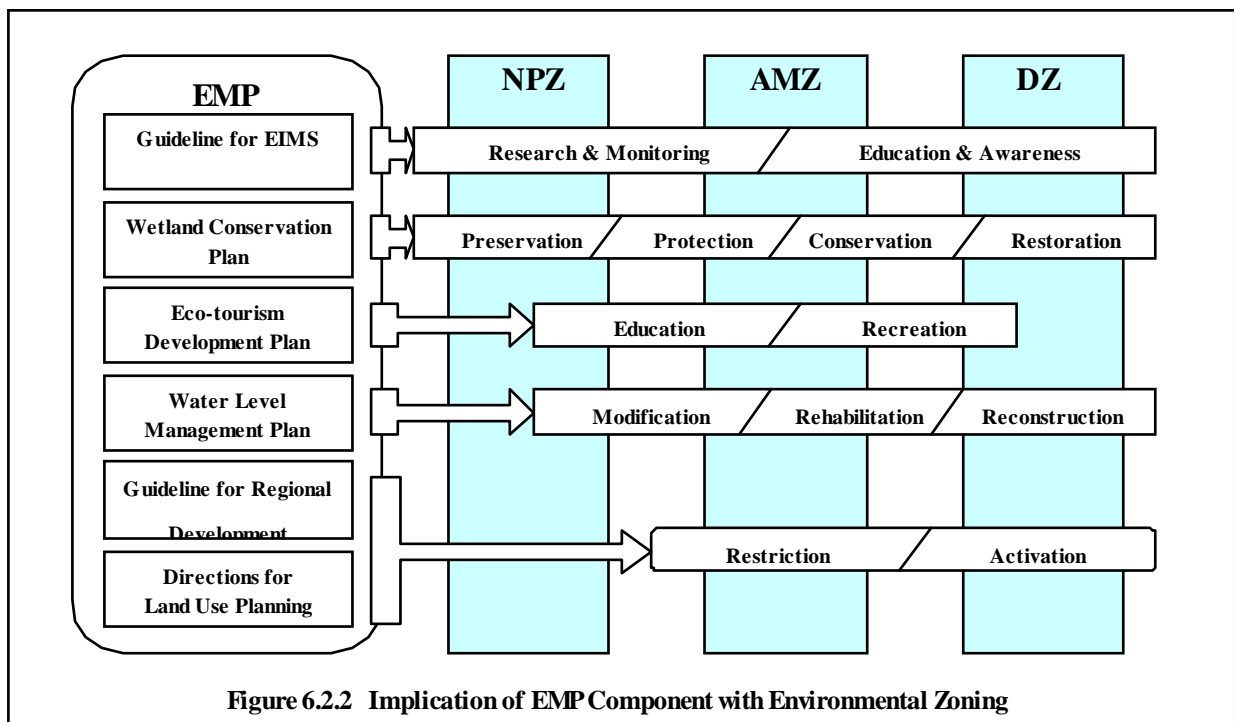 EMP
NPZ
AMZ
DZ
Guideline for EIMS
Research & Monitoring
Education & Awareness
Wetland Conservation
Plan
Preservation
Protection
Conservation
Restoration
Eco-tourism
Development Plan
Education
Recreation
Water Level
Management Plan
Modification
Rehabilitation
Reconstruction
Guideline for Regional
Development
Directions for
Land Use Planning
Restriction
Activation
Figure 6.2.2 Implication of EMP Component with Environmental Zoning